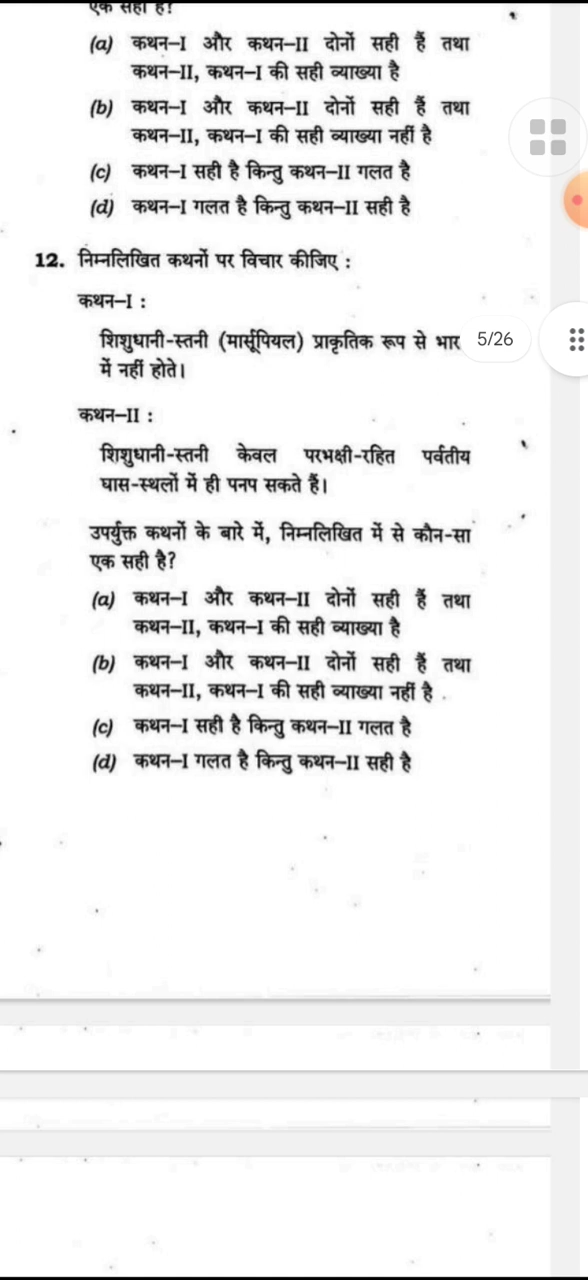 एक सही है?
(a) कथन–I और कथन–II दोनों सही हैं तथा
कथन–II, कथन–I की सही व्याख्या है
(b) कथन–I और कथन–II दोनों सही हैं तथा
कथन–II, कथन–I की सही व्याख्या नहीं है
(c) कथन–I सही है किन्तु कथन–II गलत है
(d) कथन–I गलत है किन्तु कथन–II सही है
12. निम्नलिखित कथनों पर विचार कीजिए :
कथन–I :
शिशुधानी-स्तनी (मार्सूपियल) प्राकृतिक रूप से भार
5/26
में नहीं होते।
कथन–II :
शिशुधानी-स्तनी केवल परभक्षी-रहित पर्वतीय
घास-स्थलों में ही पनप सकते हैं।
उपर्युक्त कथनों के बारे में, निम्नलिखित में से कौन-सा
एक सही है?
(a) कथन–I और कथन–II दोनों सही हैं तथा
कथन–II, कथन–I की सही व्याख्या है
(b) कथन–I और कथन–II दोनों सही हैं तथा
कथन–II, कथन–I की सही व्याख्या नहीं है
(c) कथन–I सही है किन्तु कथन–II गलत है
(d) कथन–I गलत है किन्तु कथन–II सही है